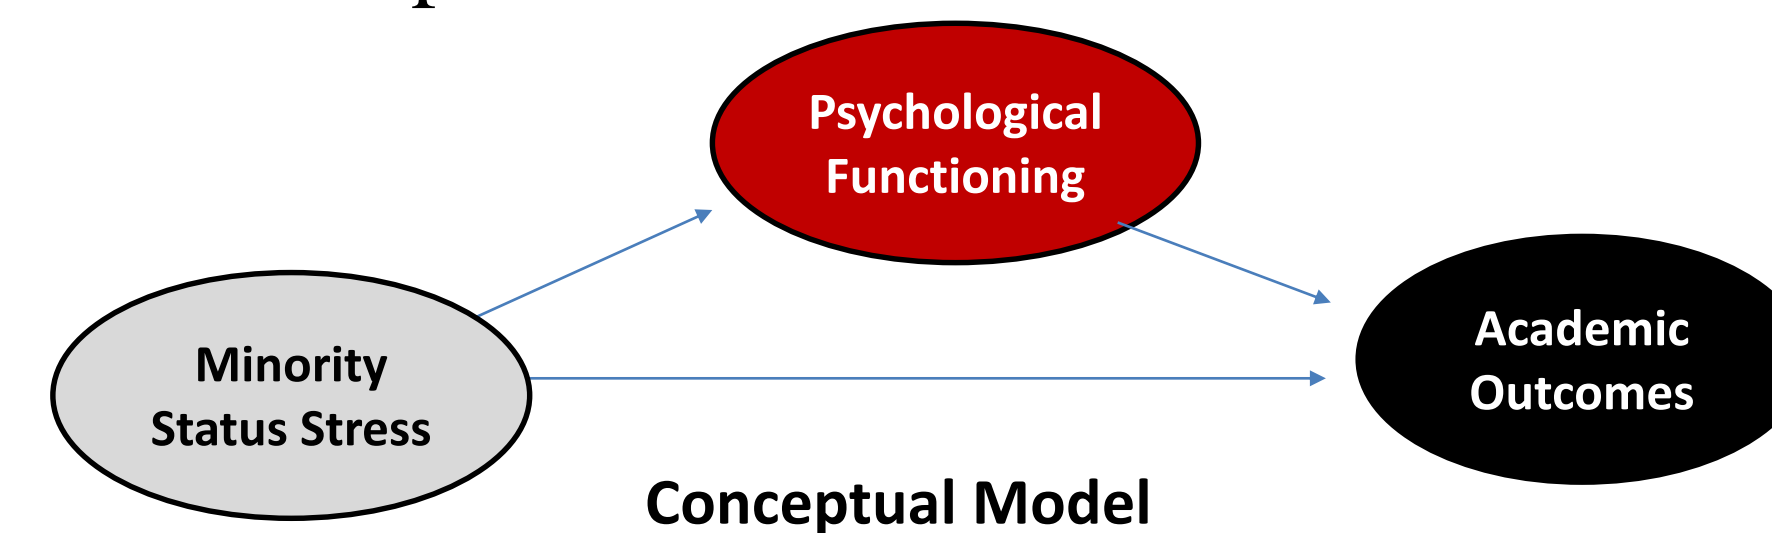 Psychological
Functioning
Minority
Status Stress
Academic
Outcomes
Conceptual Model